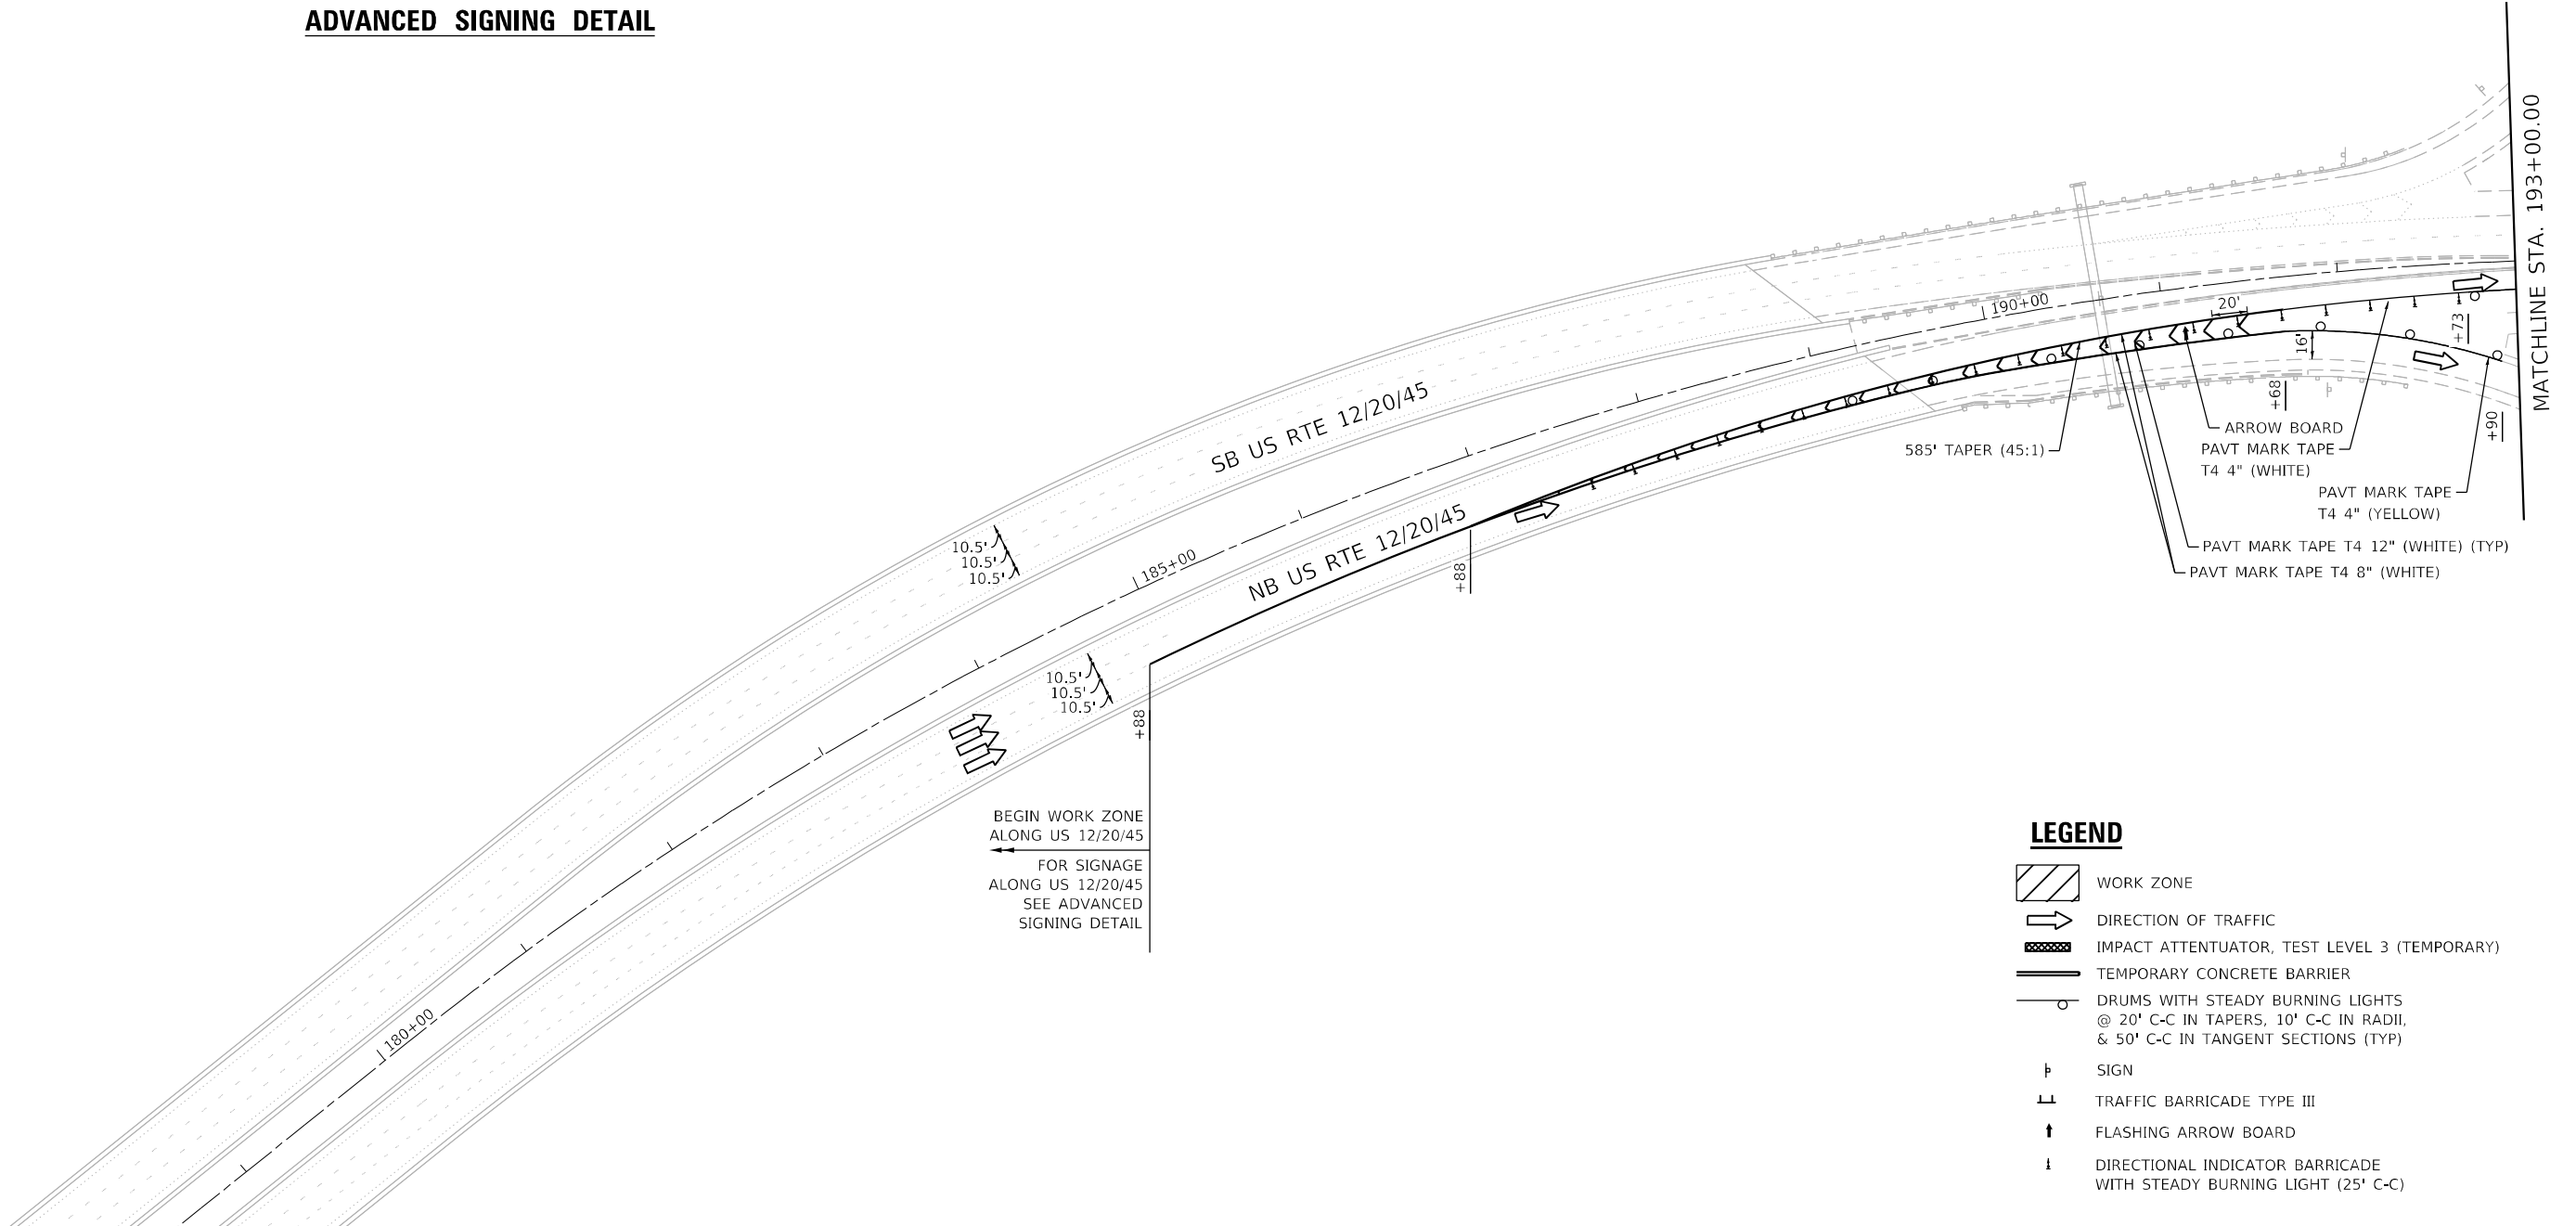 ADVANCED SIGNING DETAIL
MATCHLINE STA. 193+00.00
190+00
20'
16'
+73
+68
+90
585' TAPER (45:1)
ARROW BOARD
PAVT MARK TAPE
T4 4" (WHITE)
PAVT MARK TAPE
T4 4" (YELLOW)
PAVT MARK TAPE T4 12" (WHITE) (TYP)
PAVT MARK TAPE T4 8" (WHITE)
SB US RTE 12/20/45
NB US RTE 12/20/45
10.5'
10.5'
10.5'
185+00
+88
10.5'
10.5'
10.5'
+88
BEGIN WORK ZONE
ALONG US 12/20/45
FOR SIGNAGE
ALONG US 12/20/45
SEE ADVANCED
SIGNING DETAIL
180+00
LEGEND
WORK ZONE
DIRECTION OF TRAFFIC
IMPACT ATTENTUATOR, TEST LEVEL 3 (TEMPORARY)
TEMPORARY CONCRETE BARRIER
DRUMS WITH STEADY BURNING LIGHTS
@ 20' C-C IN TAPERS, 10' C-C IN RADII,
& 50' C-C IN TANGENT SECTIONS (TYP)
SIGN
TRAFFIC BARRICADE TYPE III
FLASHING ARROW BOARD
DIRECTIONAL INDICATOR BARRICADE
WITH STEADY BURNING LIGHT (25' C-C)